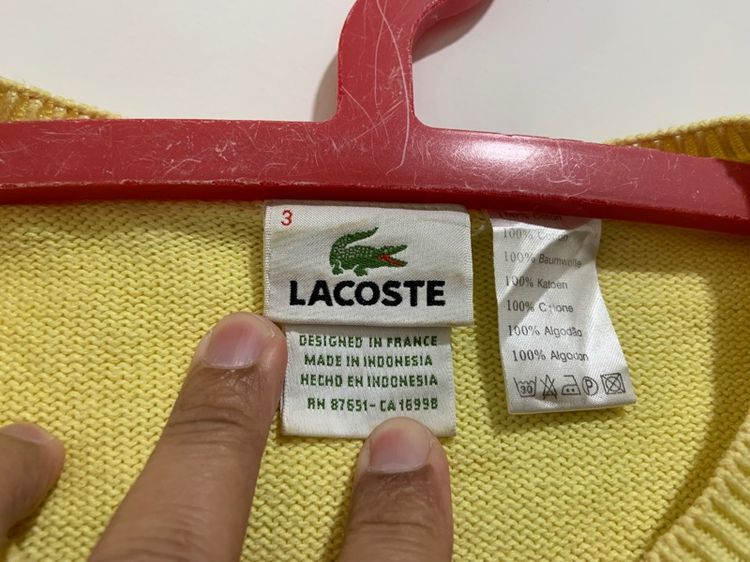 3
LACOSTE
DESIGNED IN FRANCE
MADE IN INDONESIA
HECHO EN INDONESIA
RN 87651-CA 16998
100% Cotton
100% Baumwolle
100% Katoen
100% Cotone
100% Algodão
100% Algodon
30
P